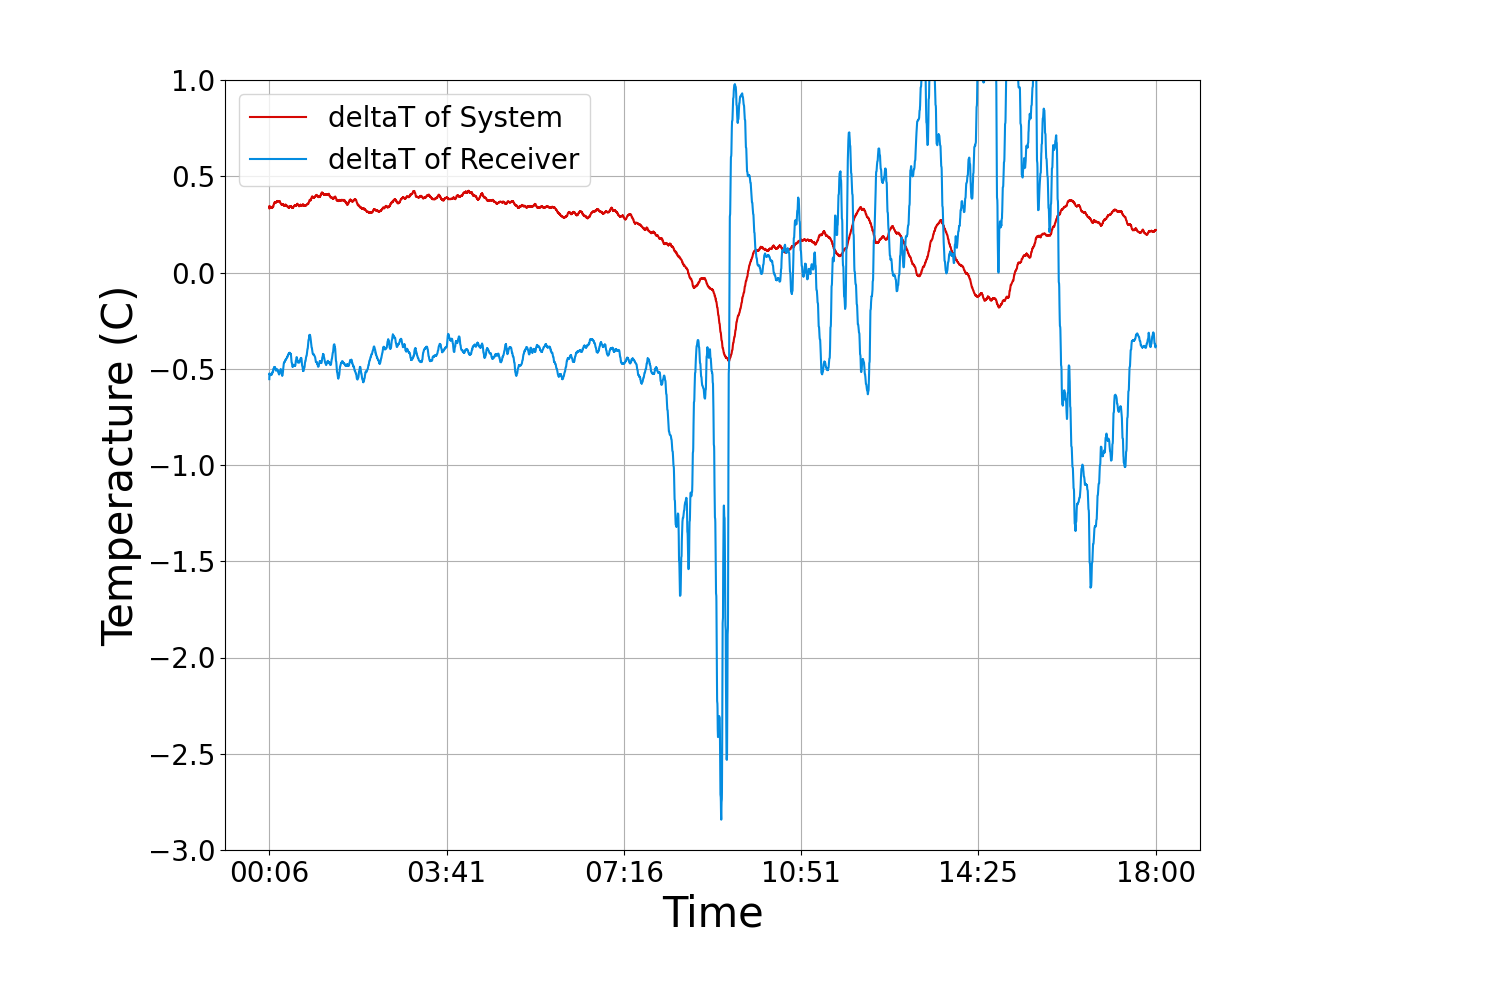 1.0
0.5
0.0
−0.5
−1.0
−1.5
−2.0
−2.5
−3.0
Temperacture (C)
deltaT of System
deltaT of Receiver
00:06 03:41 07:16 10:51 14:25 18:00
Time